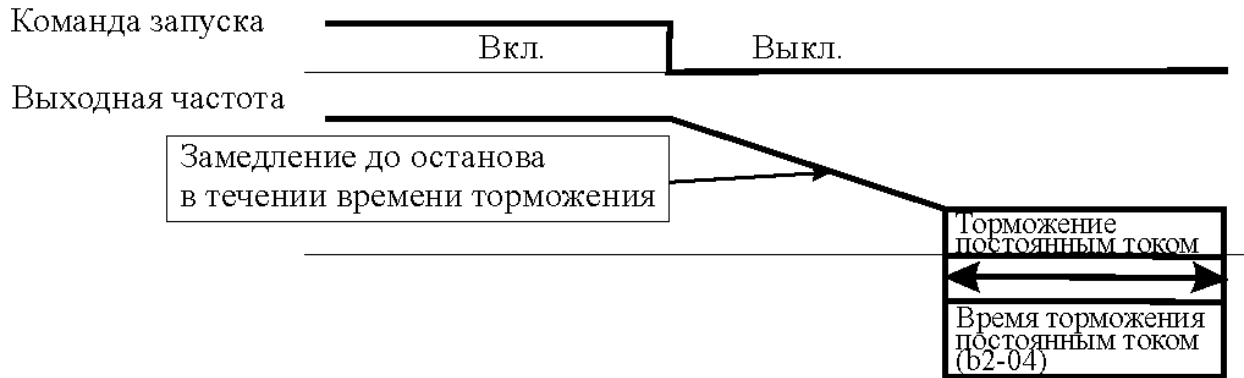 Команда запуска
Вкл.
Выкл.
Выходная частота
Замедление до останова
в течении времени торможения
Торможение
постоянным током
Время торможения
постоянным током
(b2-04)